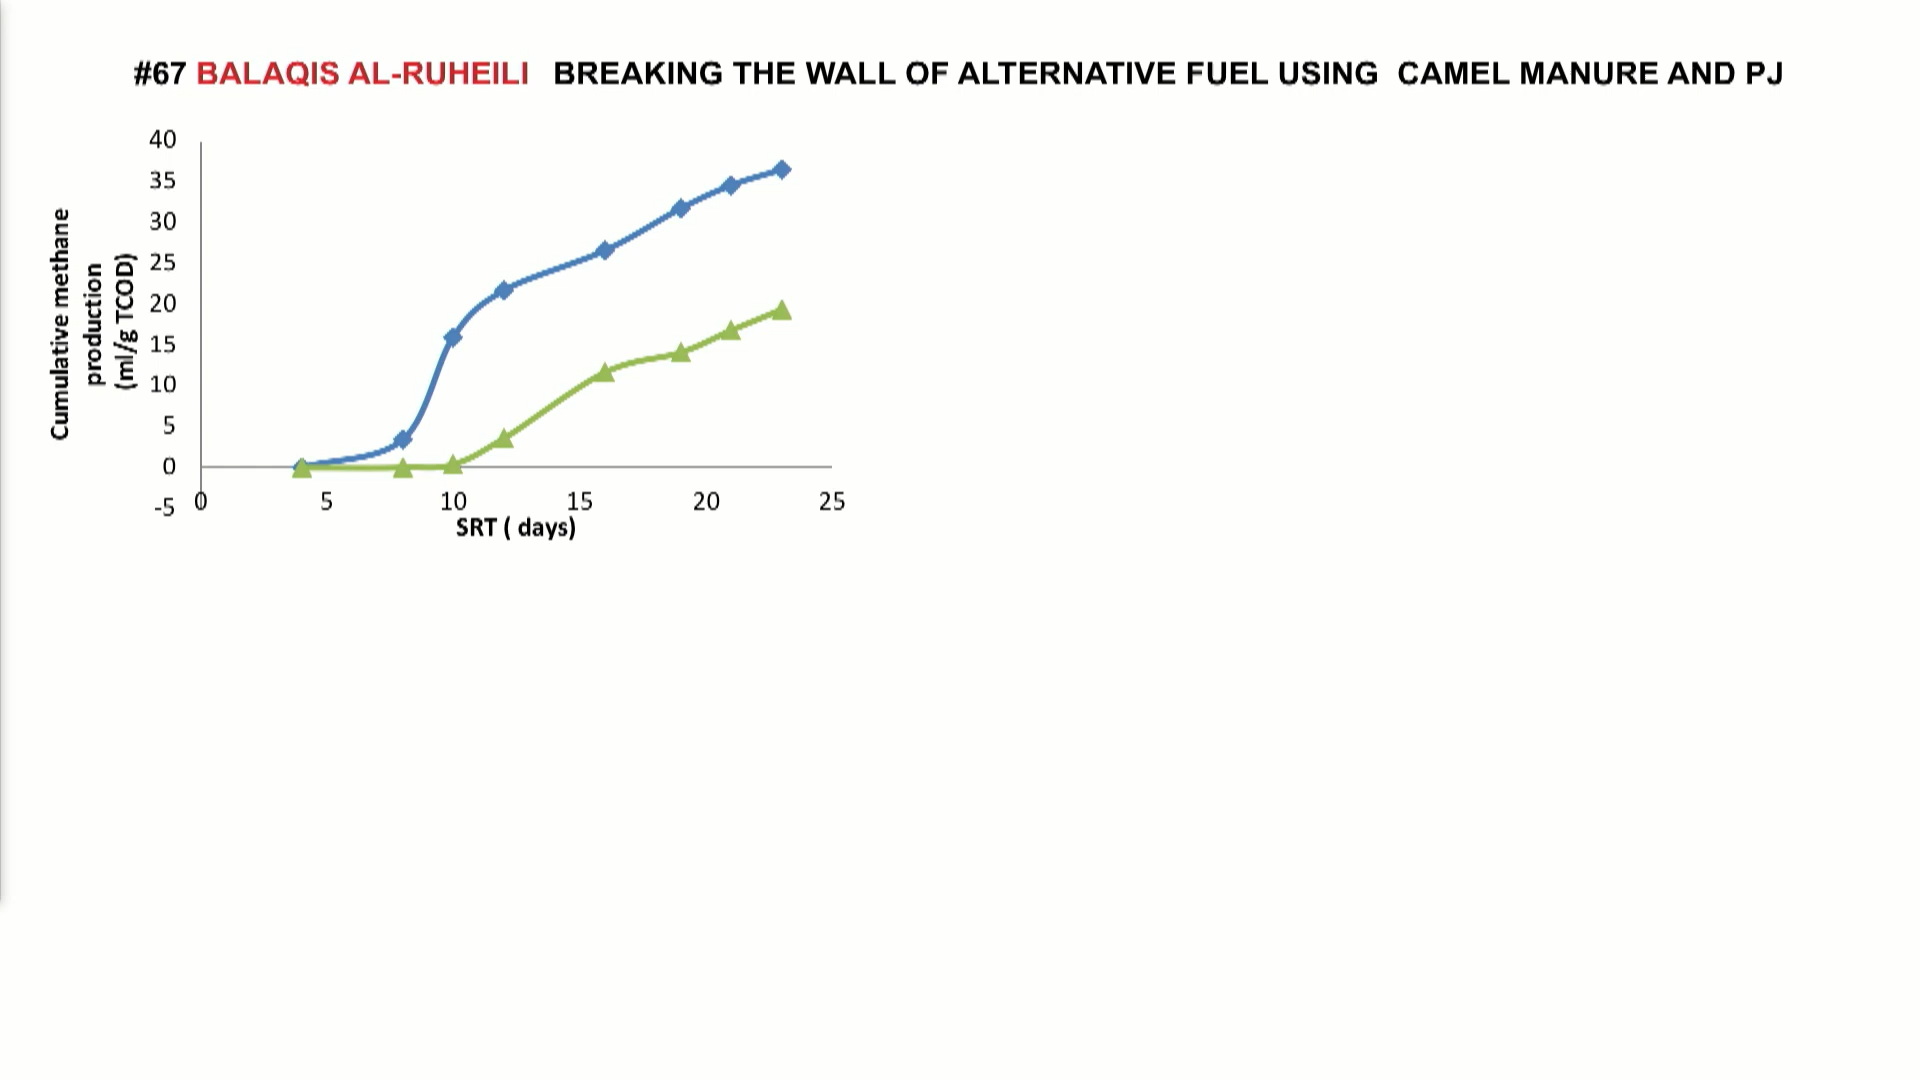 #67 BALAQIS AL-RUHEILI BREAKING THE WALL OF ALTERNATIVE FUEL USING CAMEL MANURE AND PJ
Cumulative methane
production
(ml/g TCOD)
40
35
30
25
20
15
10
5
0
-5
0 5 10 15 20 25
SRT ( days)